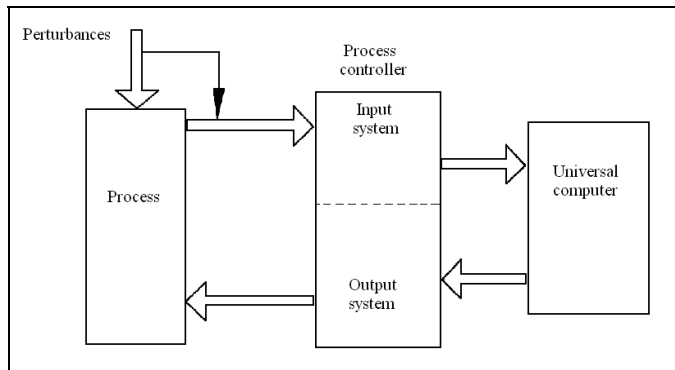 Perturbances
Process
controller
Input
system
Process
Universal
computer
Output
system